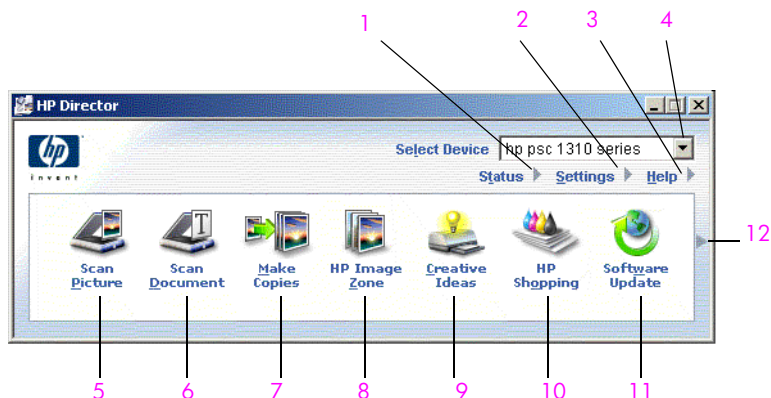 1 2 3 4
HP Director
hp
invent
Select Device hp psc 1310 series
Status Settings Help
12
Scan Picture
Scan Document
Make Copies
HP Image Zone
Creative Ideas
HP Shopping
Software Update
5 6 7 8 9 10 11